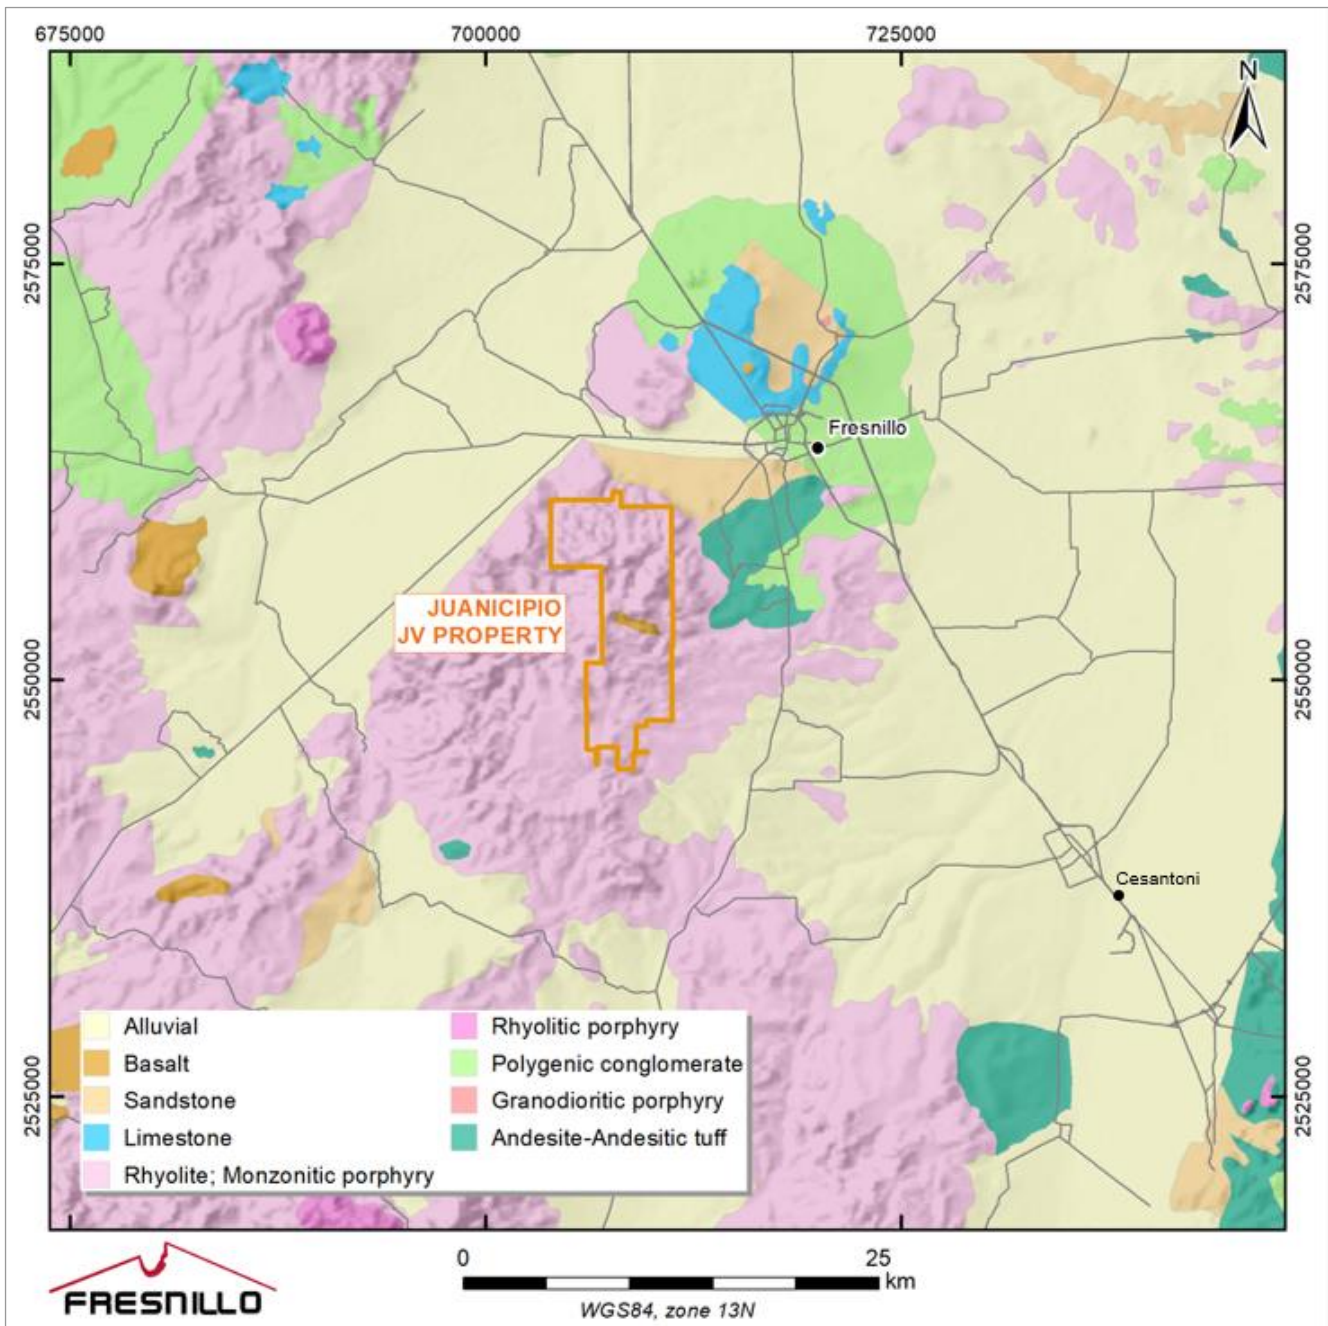 675000
700000
725000
N
2575000
2575000
Fresnillo
JUANICIPIO
JV PROPERTY
2550000
2550000
Cesantoni
Alluvial
Basalt
Sandstone
Limestone
Rhyolite; Monzonitic porphyry
Rhyolitic porphyry
Polygenic conglomerate
Granodioritic porphyry
Andesite-Andesitic tuff
2525000
2525000
FRESNILLO
0
25
km
WGS84, zone 13N